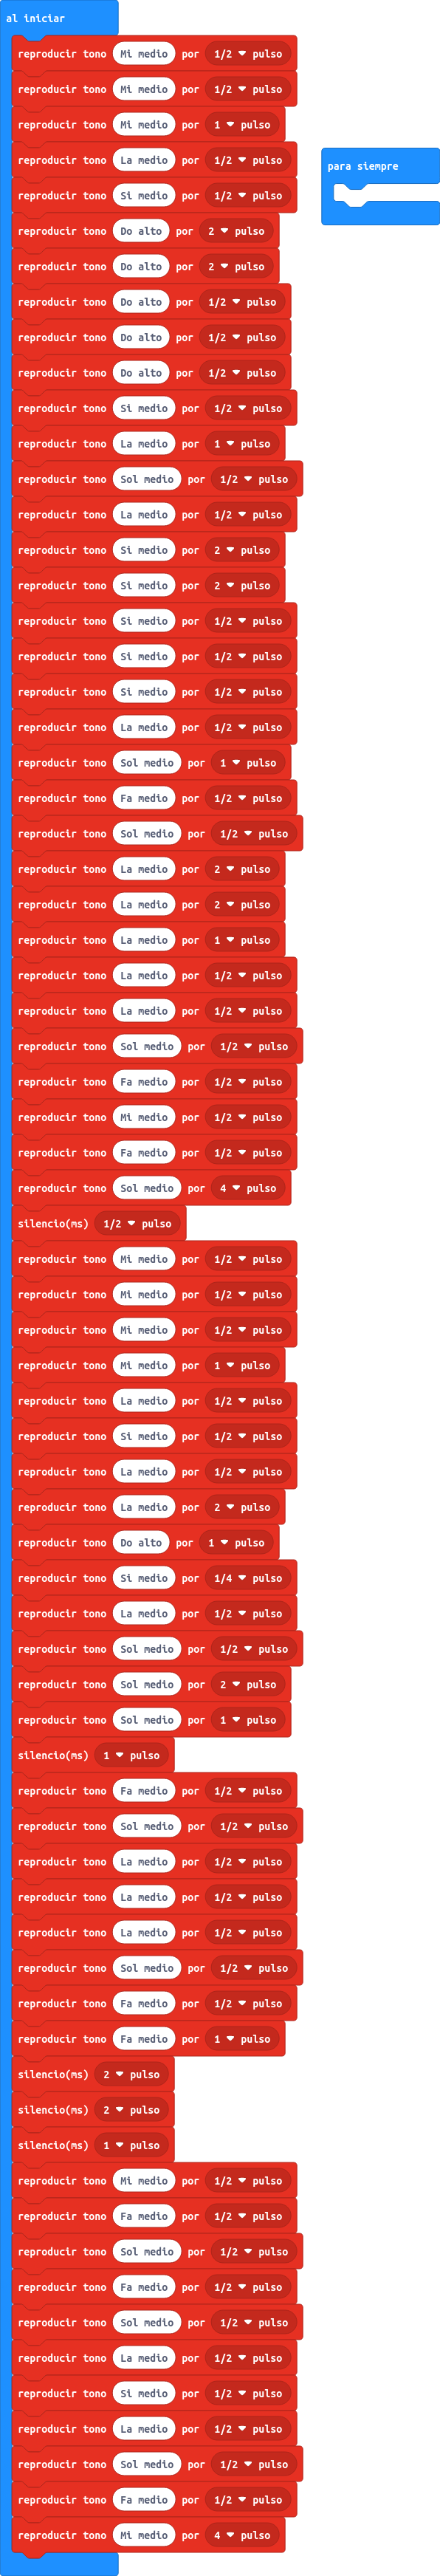 al iniciar
reproducir tono Mi medio por 1/2 pulso
reproducir tono Mi medio por 1/2 pulso
reproducir tono Mi medio por 1 pulso
reproducir tono La medio por 1/2 pulso
para siempre
reproducir tono Si medio por 1/2 pulso
reproducir tono Do alto por 2 pulso
reproducir tono Do alto por 2 pulso
reproducir tono Do alto por 1/2 pulso
reproducir tono Do alto por 1/2 pulso
reproducir tono Do alto por 1/2 pulso
reproducir tono Si medio por 1/2 pulso
reproducir tono La medio por 1 pulso
reproducir tono Sol medio por 1/2 pulso
reproducir tono La medio por 1/2 pulso
reproducir tono Si medio por 2 pulso
reproducir tono Si medio por 2 pulso
reproducir tono Si medio por 1/2 pulso
reproducir tono Si medio por 1/2 pulso
reproducir tono Si medio por 1/2 pulso
reproducir tono La medio por 1/2 pulso
reproducir tono Sol medio por 1 pulso
reproducir tono Fa medio por 1/2 pulso
reproducir tono Sol medio por 1/2 pulso
reproducir tono La medio por 2 pulso
reproducir tono La medio por 2 pulso
reproducir tono La medio por 1 pulso
reproducir tono La medio por 1/2 pulso
reproducir tono La medio por 1/2 pulso
reproducir tono Sol medio por 1/2 pulso
reproducir tono Fa medio por 1/2 pulso
reproducir tono Mi medio por 1/2 pulso
reproducir tono Fa medio por 1/2 pulso
reproducir tono Sol medio por 4 pulso
silencio(ms) 1/2 pulso
reproducir tono Mi medio por 1/2 pulso
reproducir tono Mi medio por 1/2 pulso
reproducir tono Mi medio por 1/2 pulso
reproducir tono Mi medio por 1 pulso
reproducir tono La medio por 1/2 pulso
reproducir tono Si medio por 1/2 pulso
reproducir tono La medio por 1/2 pulso
reproducir tono La medio por 2 pulso
reproducir tono Do alto por 1 pulso
reproducir tono Si medio por 1/4 pulso
reproducir tono La medio por 1/2 pulso
reproducir tono Sol medio por 1/2 pulso
reproducir tono Sol medio por 2 pulso
reproducir tono Sol medio por 1 pulso
silencio(ms) 1 pulso
reproducir tono Fa medio por 1/2 pulso
reproducir tono Sol medio por 1/2 pulso
reproducir tono La medio por 1/2 pulso
reproducir tono La medio por 1/2 pulso
reproducir tono La medio por 1/2 pulso
reproducir tono Sol medio por 1/2 pulso
reproducir tono Fa medio por 1/2 pulso
reproducir tono Fa medio por 1 pulso
silencio(ms) 2 pulso
silencio(ms) 2 pulso
silencio(ms) 1 pulso
reproducir tono Mi medio por 1/2 pulso
reproducir tono Fa medio por 1/2 pulso
reproducir tono Sol medio por 1/2 pulso
reproducir tono Fa medio por 1/2 pulso
reproducir tono Sol medio por 1/2 pulso
reproducir tono La medio por 1/2 pulso
reproducir tono Si medio por 1/2 pulso
reproducir tono La medio por 1/2 pulso
reproducir tono Sol medio por 1/2 pulso
reproducir tono Fa medio por 1/2 pulso
reproducir tono Mi medio por 4 pulso